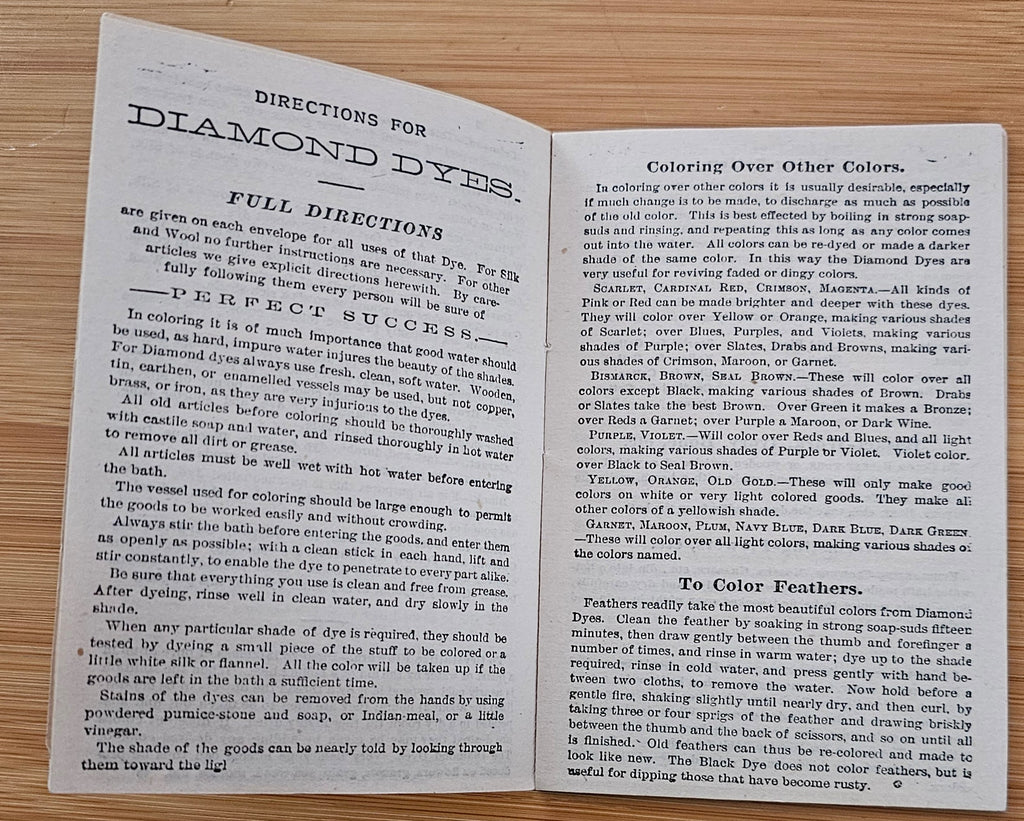 DIRECTIONS FOR
DIAMOND DYES.
FULL DIRECTIONS
are given on each envelope for all uses of that Dye. For Silk
and Wool no further instructions are necessary. For other
articles we give explicit directions herewith. By care-
fully following them every person will be sure of
—PERFECT SUCCESS.—
In coloring it is of much importance that good water should
be used, as hard, impure water injures the beauty of the shades.
For Diamond dyes always use fresh, clean, soft water. Wooden,
tin, earthen, or enamelled vessels may be used, but not copper,
brass, or iron, as they are very injurious to the dyes.
All old articles before coloring should be thoroughly washed
with castile soap and water, and rinsed thoroughly in hot water
to remove all dirt or grease.
All articles must be well wet with hot water before entering
the bath.
The vessel used for coloring should be large enough to permit
the goods to be worked easily and without crowding.
Always stir the bath before entering the goods, and enter them
as openly as possible; with a clean stick in each hand, lift and
stir constantly, to enable the dye to penetrate to every part alike.
Be sure that everything you use is clean and free from grease.
After dyeing, rinse well in clean water, and dry slowly in the
shade.
When any particular shade of dye is required, they should be
tested by dyeing a small piece of the stuff to be colored or a
little white silk or flannel. All the color will be taken up if the
goods are left in the bath a sufficient time.
Stains of the dyes can be removed from the hands by using
powdered pumice-stone and soap, or Indian-meal, or a little
vinegar.
The shade of the goods can be nearly told by looking through
them toward the ligl
Coloring Over Other Colors.
In coloring over other colors it is usually desirable, especially
if much change is to be made, to discharge as much as possible
of the old color. This is best effected by boiling in strong soap-
suds and rinsing, and repeating this as long as any color comes
out into the water. All colors can be re-dyed or made a darker
shade of the same color. In this way the Diamond Dyes are
very useful for reviving faded or dingy colors.
SCARLET, CARDINAL RED, CRIMSON, MAGENTA.—All kinds of
Pink or Red can be made brighter and deeper with these dyes.
They will color over Yellow or Orange, making various shades
of Scarlet; over Blues, Purples, and Violets, making various
shades of Purple; over Slates, Drabs and Browns, making vari-
ous shades of Crimson, Maroon, or Garnet.
BISMARCK, BROWN, SEAL BROWN.—These will color over all
colors except Black, making various shades of Brown. Drabs
or Slates take the best Brown. Over Green it makes a Bronze;
over Reds a Garnet; over Purple a Maroon, or Dark Wine.
PURPLE, VIOLET.—Will color over Reds and Blues, and all light
colors, making various shades of Purple or Violet. Violet color.
over Black to Seal Brown.
YELLOW, ORANGE, OLD GOLD.—These will only make good
colors on white or very light colored goods. They make all
other colors of a yellowish shade.
GARNET, MAROON, PLUM, NAVY BLUE, DARK BLUE, DARK GREEN
—These will color over all light colors, making various shades of
the colors named.
To Color Feathers.
Feathers readily take the most beautiful colors from Diamond
Dyes. Clean the feather by soaking in strong soap-suds fifteen
minutes, then draw gently between the thumb and forefinger a
number of times, and rinse in warm water; dye up to the shade
required, rinse in cold water, and press gently with hand be-
tween two cloths, to remove the water. Now hold before a
gentle fire, shaking slightly until nearly dry, and then curl, by
taking three or four sprigs of the feather and drawing briskly
between the thumb and the back of scissors, and so on until all
is finished. Old feathers can thus be re-colored and made to
look like new. The Black Dye does not color feathers, but is
useful for dipping those that have become rusty.